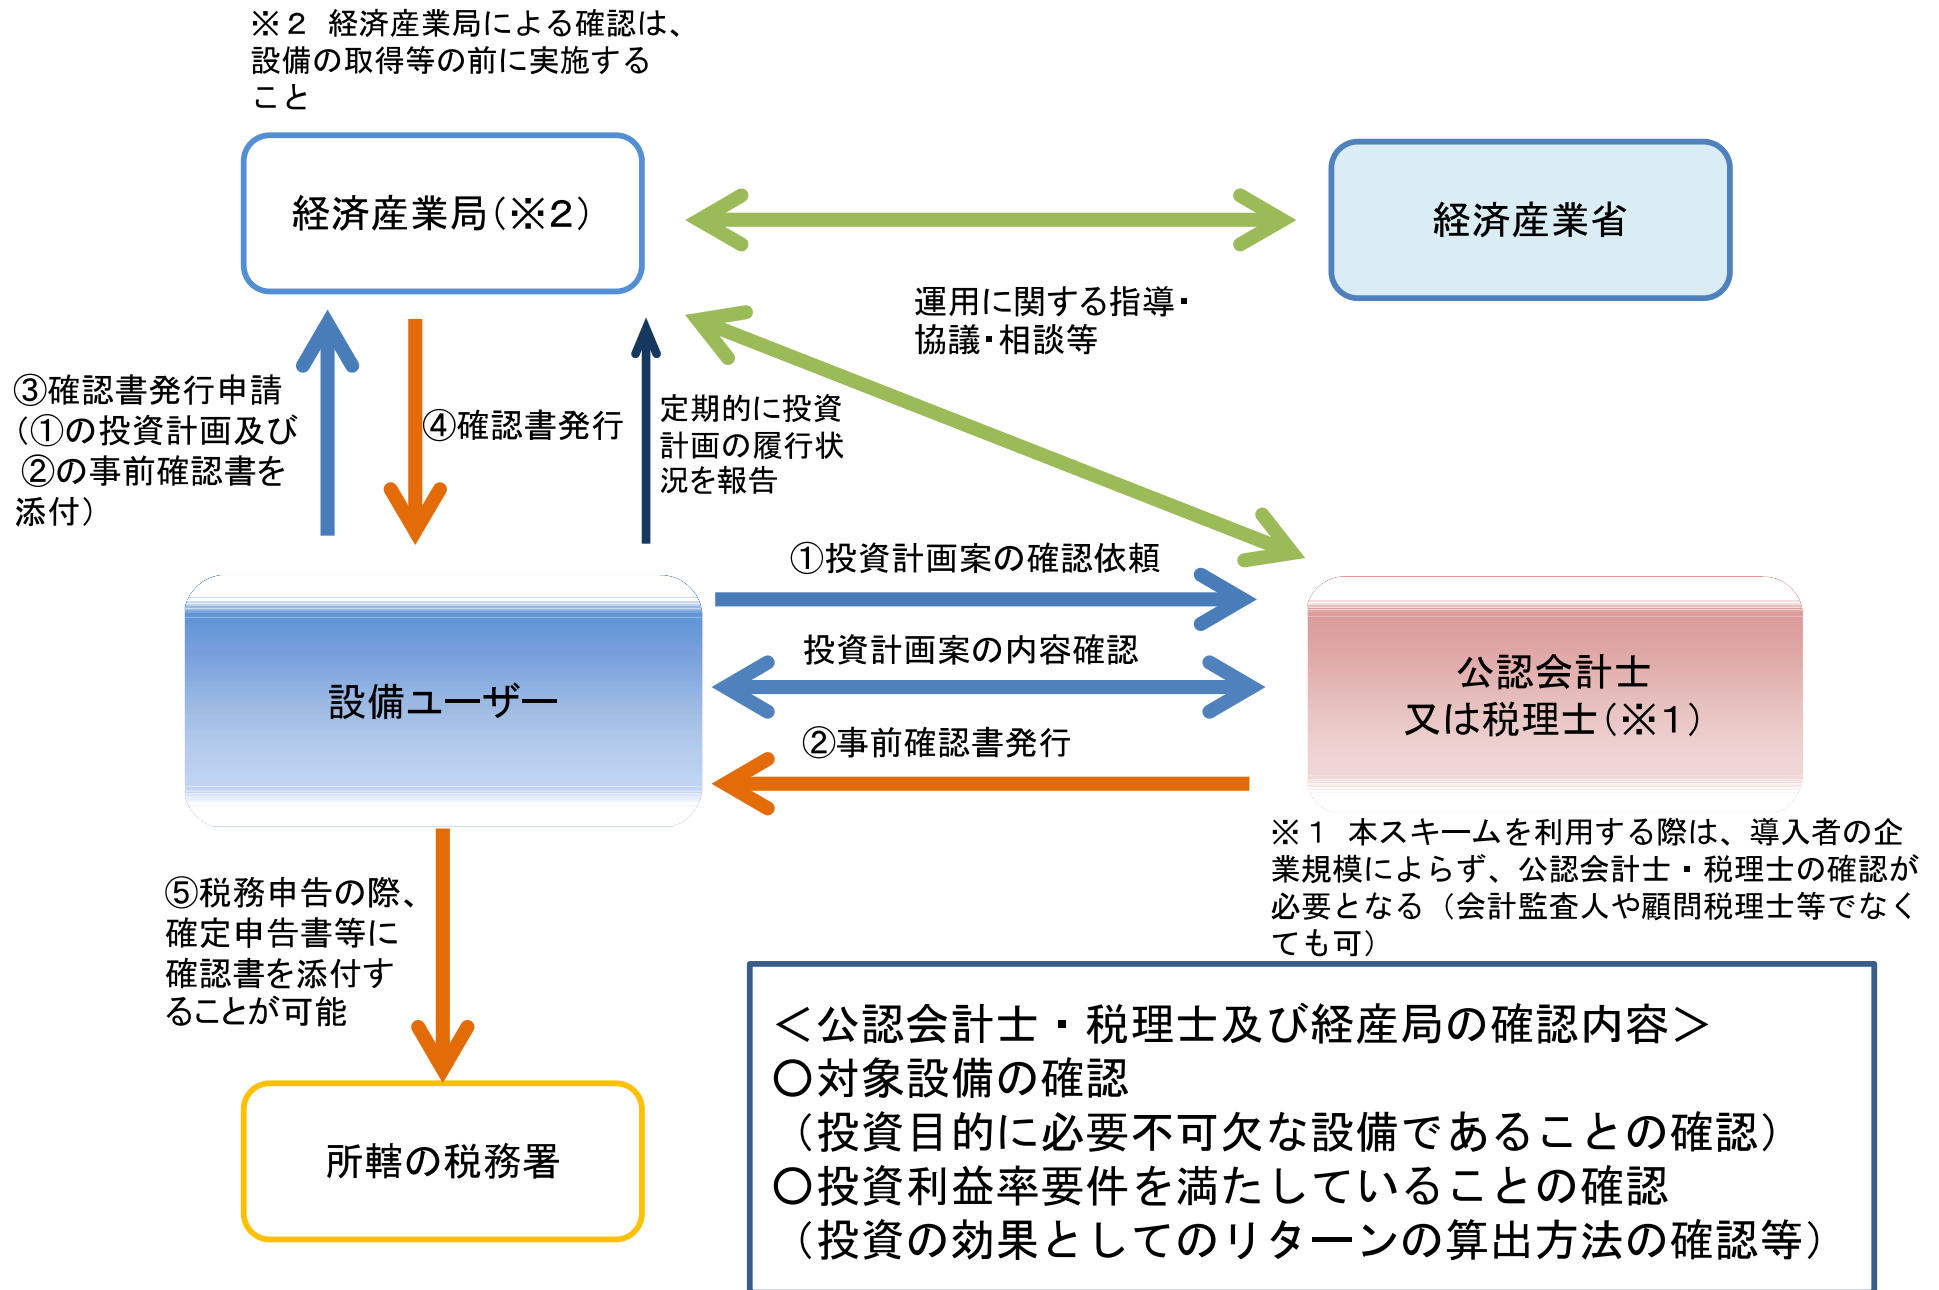 ※２ 経済産業局による確認は、
設備の取得等の前に実施する
こと
経済産業局（※２）
経済産業省
運用に関する指導・
協議・相談等
③確認書発行申請
（①の投資計画及び
②の事前確認書を
添付）
④確認書発行
定期的に投資
計画の履行状
況を報告
①投資計画案の確認依頼
投資計画案の内容確認
②事前確認書発行
設備ユーザー
公認会計士
又は税理士（※１）
※１ 本スキームを利用する際は、導入者の企
業規模によらず、公認会計士・税理士の確認が
必要となる（会計監査人や顧問税理士等でなく
ても可）
⑤税務申告の際、
確定申告書等に
確認書を添付す
ることが可能
所轄の税務署
＜公認会計士・税理士及び経産局の確認内容＞
○対象設備の確認
（投資目的に必要不可欠な設備であることの確認）
○投資利益率要件を満たしていることの確認
（投資の効果としてのリターンの算出方法の確認等）